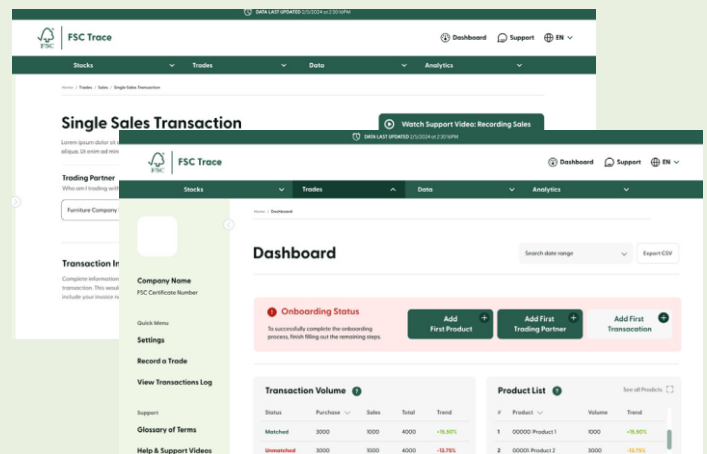 DATA LAST UPDATED 2/5/2024 at 2:30:16PM
FSC
FSC Trace
Dashboard Support EN
Stocks Trades Data Analytics
Home / Trades / Sales / Single Sales Transaction
Single Sales Transaction
Watch Support Video: Recording Sales
Lorem ipsum dolor sit
aliqua. Ut enim ad mini
Trading Partner
Who am I trading with
Furniture Company
Transaction In
Complete information
transaction. This woul
include your invoice n
DATA LAST UPDATED 2/5/2024 at 2:30:16PM
FSC
FSC Trace
Dashboard Support EN
Stocks Trades Data Analytics
Home / Dashboard
Dashboard
Search date range
Export CSV
Company Name
FSC Certificate Number
Quick Menu
Settings
Record a Trade
View Transactions Log
Support
Glossary of Terms
Help & Support Videos
Onboarding Status
To successfully complete the onboarding
process, finish filling out the remaining steps.
Add
First Product
Add First
Trading Partner
Add First
Transacation
Transaction Volume ?
Status Purchase Sales Total Trend
Matched 3000 1000 4000 +15.50%
Unmatched 3000 1000 4000 -13.75%
Product List ?
See all Products
# Product Volume Trend
1 00000 Product 1 1000 +15.50%
2 00001 Product 2 3000 -13.75%